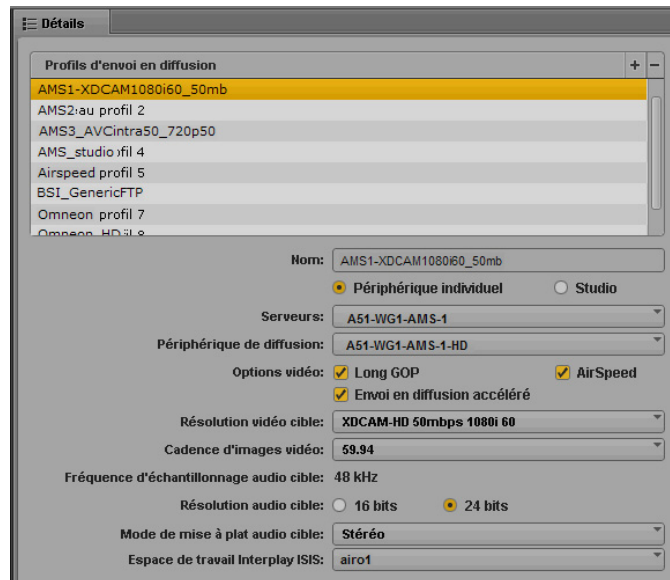 Détails
Profils d'envoi en diffusion + −
AMS1-XDCAM1080i60_50mb
AMS2 au profil 2
AMS3_AVCintra50_720p50
AMS_studio fil 4
Airspeed profil 5
BSI_GenericFTP
Omneon profil 7
Omneon_HD il 8
Nom: AMS1-XDCAM1080i60_50mb
Périphérique individuel Studio
Serveurs: A51-WG1-AMS-1
Périphérique de diffusion: A51-WG1-AMS-1-HD
Options vidéo: Long GOP AirSpeed
Envoi en diffusion accéléré
Résolution vidéo cible: XDCAM-HD 50mbps 1080i 60
Cadence d'images vidéo: 59.94
Fréquence d'échantillonnage audio cible: 48 kHz
Résolution audio cible: 16 bits 24 bits
Mode de mise à plat audio cible: Stéréo
Espace de travail Interplay ISIS: airo1